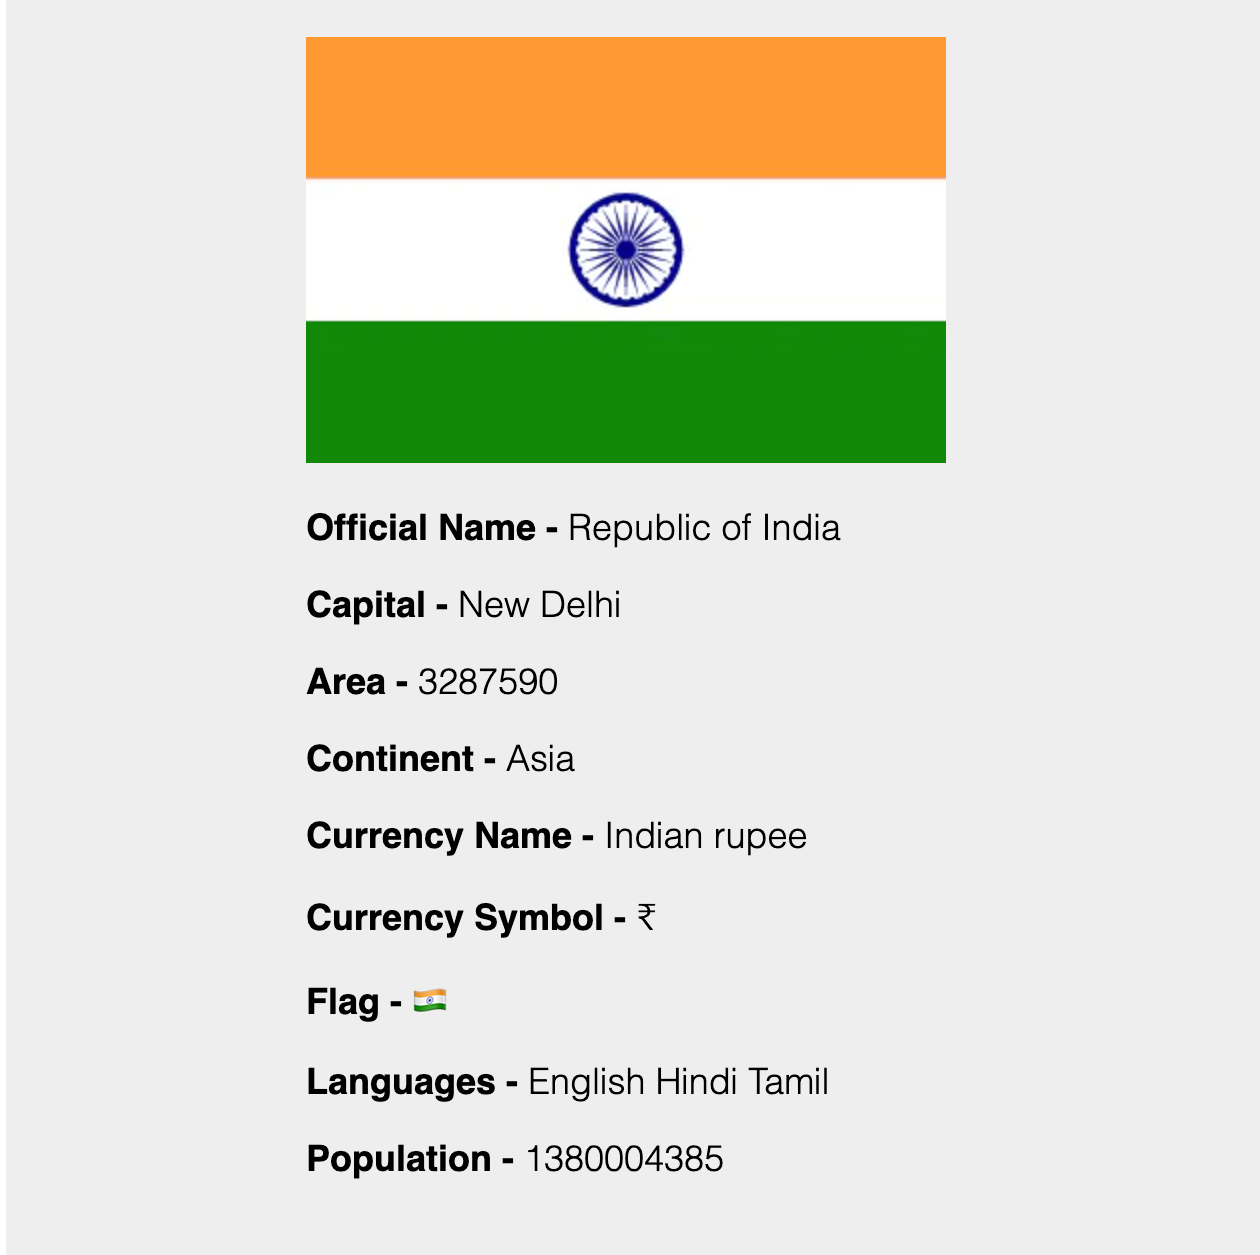 Official Name - Republic of India
Capital - New Delhi
Area - 3287590
Continent - Asia
Currency Name - Indian rupee
Currency Symbol - ₹
Flag - 🇮🇳
Languages - English Hindi Tamil
Population - 1380004385